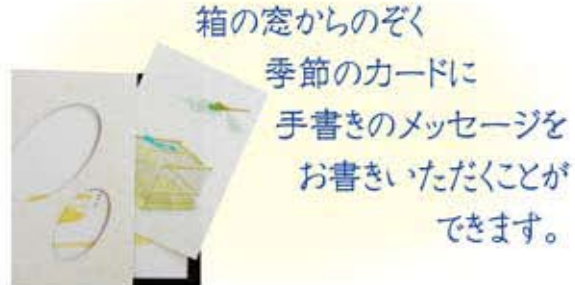 箱の窓からのぞく
季節のカードに
手書きのメッセージを
お書きいただくことが
できます。